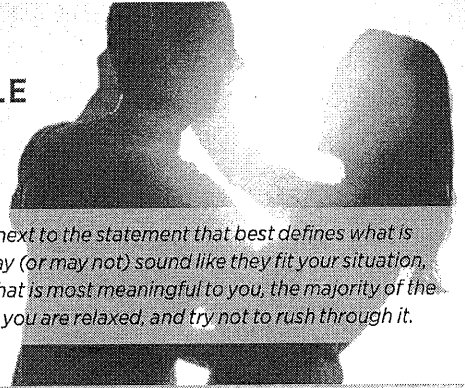 LE
next to the statement that best defines what is
ay (or may not) sound like they fit your situation,
hat is most meaningful to you, the majority of the
you are relaxed, and try not to rush through it.